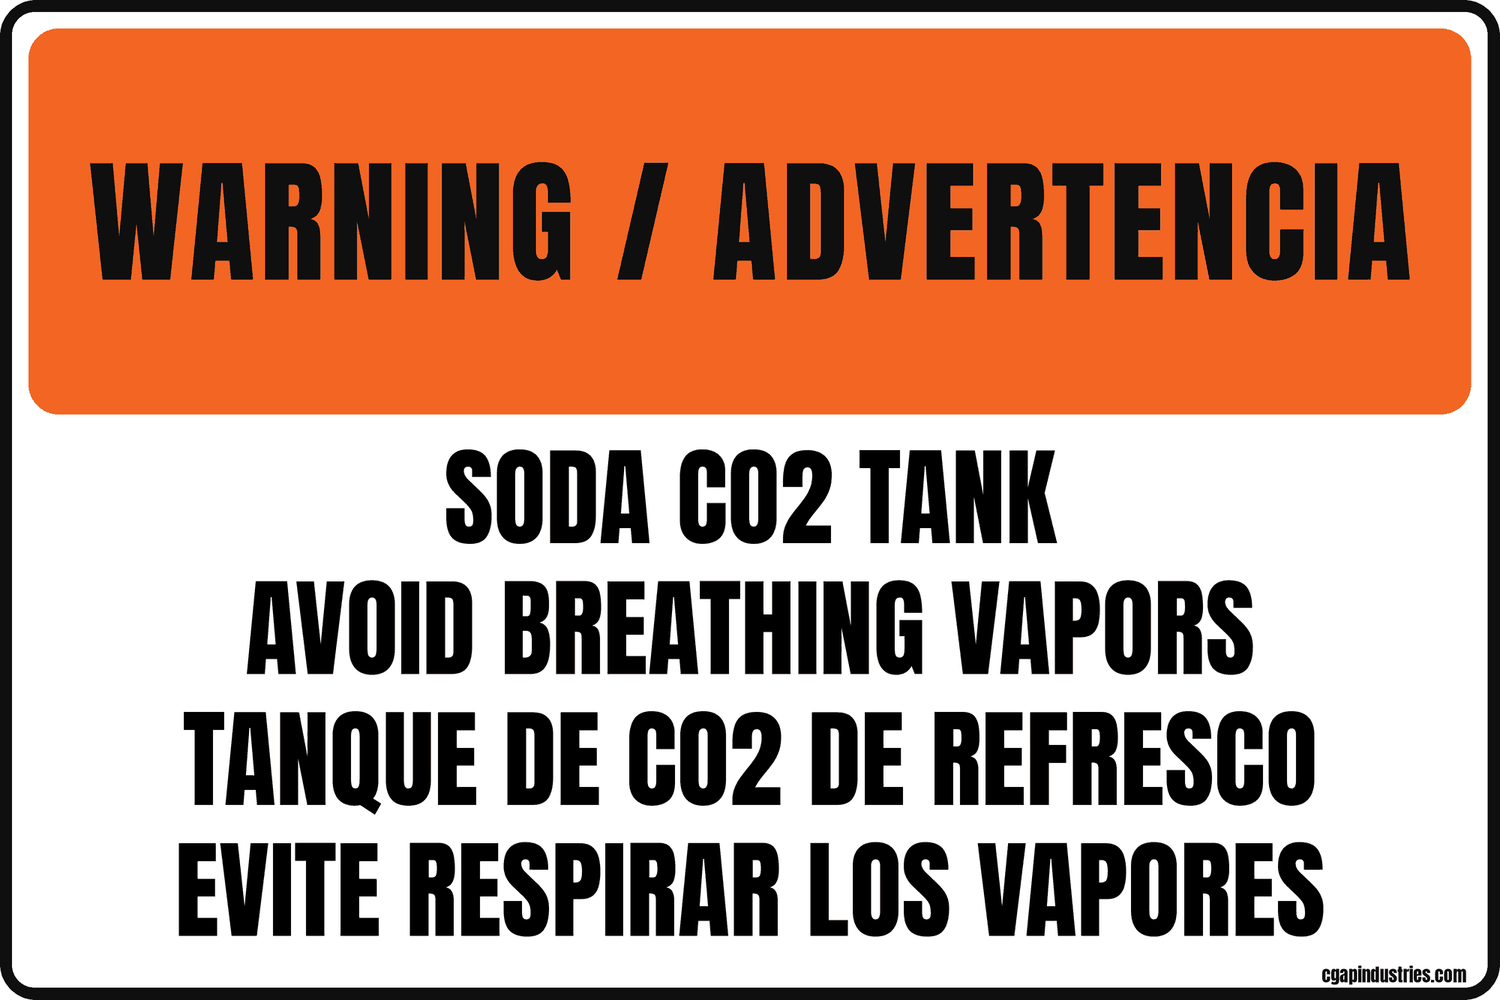 WARNING / ADVERTENCIA
SODA CO2 TANK
AVOID BREATHING VAPORS
TANQUE DE CO2 DE REFRESCO
EVITE RESPIRAR LOS VAPORES
cgapindustries.com